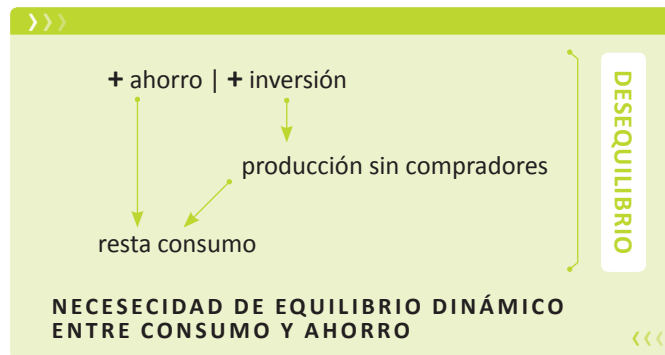 + ahorro | + inversión
producción sin compradores
resta consumo
DESEQUILIBRIO
NECESECIDAD DE EQUILIBRIO DINÁMICO
ENTRE CONSUMO Y AHORRO